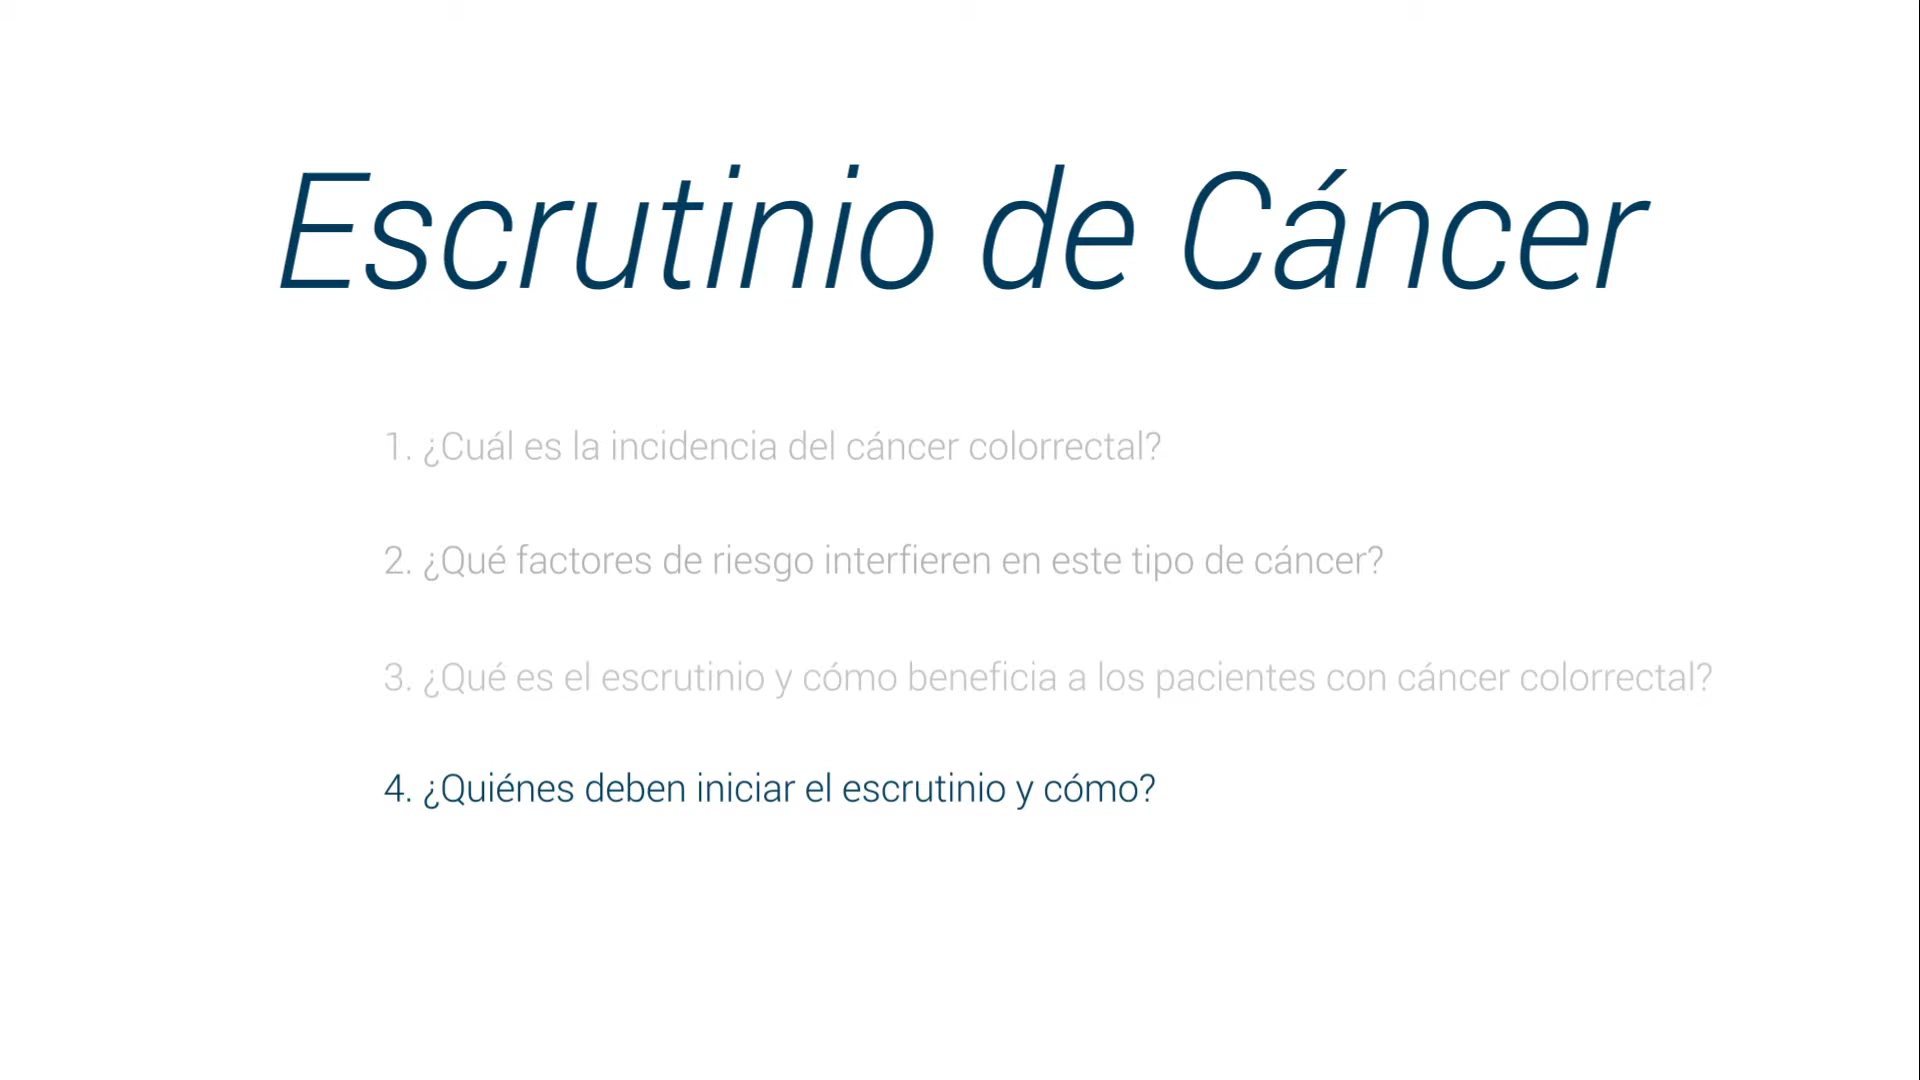 Escrutinio de Cáncer
1. ¿Cuál es la incidencia del cáncer colorrectal?
2. ¿Qué factores de riesgo interfieren en este tipo de cáncer?
3. ¿Qué es el escrutinio y cómo beneficia a los pacientes con cáncer colorrectal?
4. ¿Quiénes deben iniciar el escrutinio y cómo?